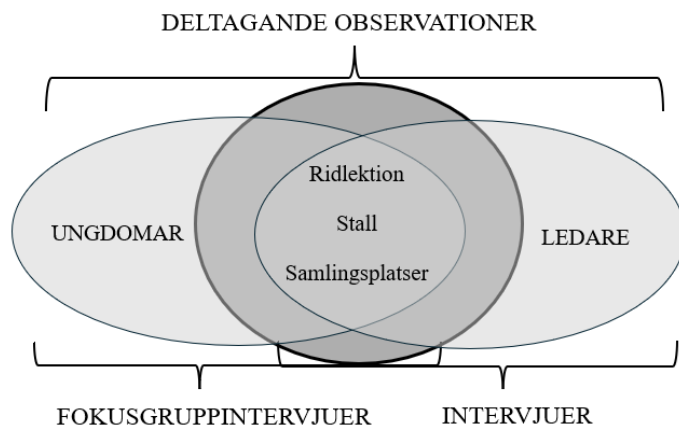 DELTAGANDE OBSERVATIONER
Ridlektion
UNGDOMAR
Stall
LEDARE
Samlingsplatser
FOKUSGRUPPINTERVJUER
INTERVJUER